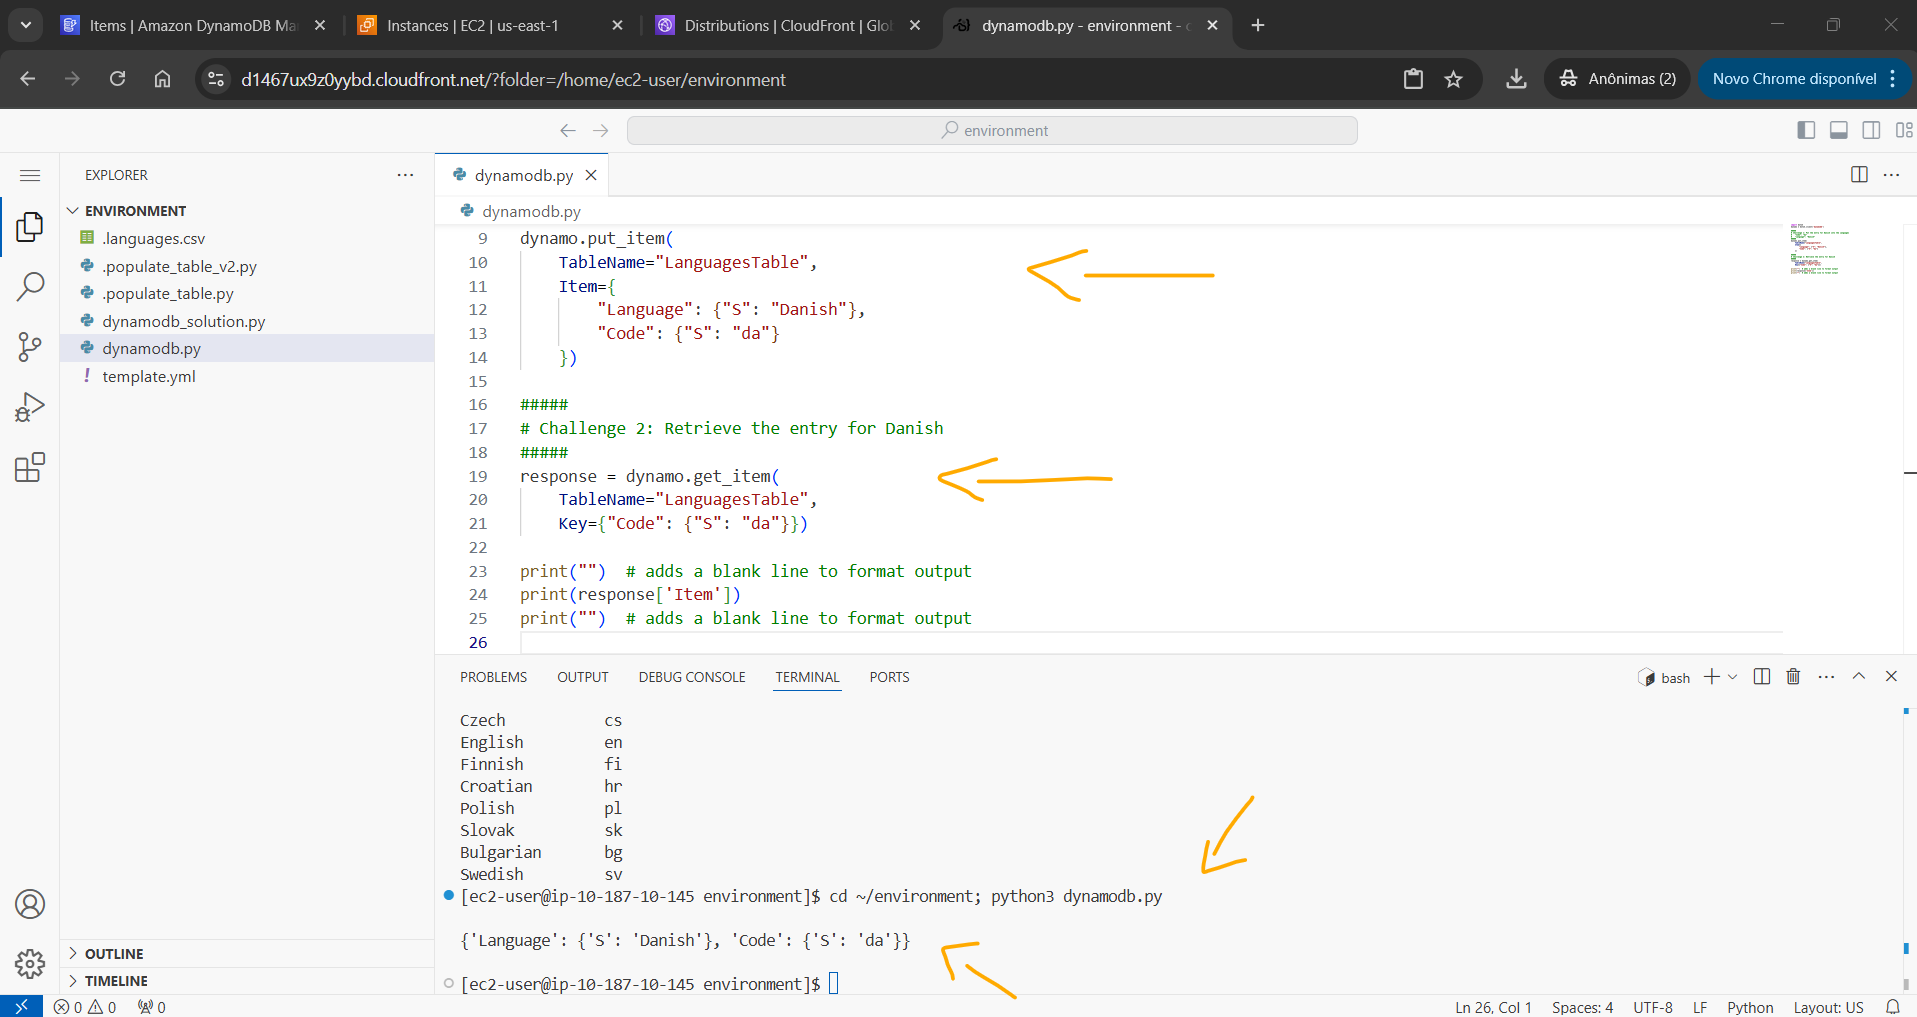 Items | Amazon DynamoDB Ma
Instances | EC2 | us-east-1
Distributions | CloudFront | Glo
dynamodb.py - environment - c
d1467ux9z0yybd.cloudfront.net/?folder=/home/ec2-user/environment
Anônimas (2)
Novo Chrome disponível
environment
EXPLORER
ENVIRONMENT
.languages.csv
.populate_table_v2.py
.populate_table.py
dynamodb_solution.py
dynamodb.py
template.yml
OUTLINE
TIMELINE
dynamodb.py
dynamodb.py
9 dynamo.put_item(
10 TableName="LanguagesTable",
11 Item={
12 "Language": {"S": "Danish"},
13 "Code": {"S": "da"}
14 })
15
16 #####
17 # Challenge 2: Retrieve the entry for Danish
18 #####
19 response = dynamo.get_item(
20 TableName="LanguagesTable",
21 Key={"Code": {"S": "da"}})
22
23 print("") # adds a blank line to format output
24 print(response['Item'])
25 print("") # adds a blank line to format output
26
PROBLEMS OUTPUT DEBUG CONSOLE TERMINAL PORTS
bash
Czech cs
English en
Finnish fi
Croatian hr
Polish pl
Slovak sk
Bulgarian bg
Swedish sv
[ec2-user@ip-10-187-10-145 environment]$ cd ~/environment; python3 dynamodb.py
{'Language': {'S': 'Danish'}, 'Code': {'S': 'da'}}
[ec2-user@ip-10-187-10-145 environment]$
0 0 0
Ln 26, Col 1 Spaces: 4 UTF-8 LF Python Layout: US